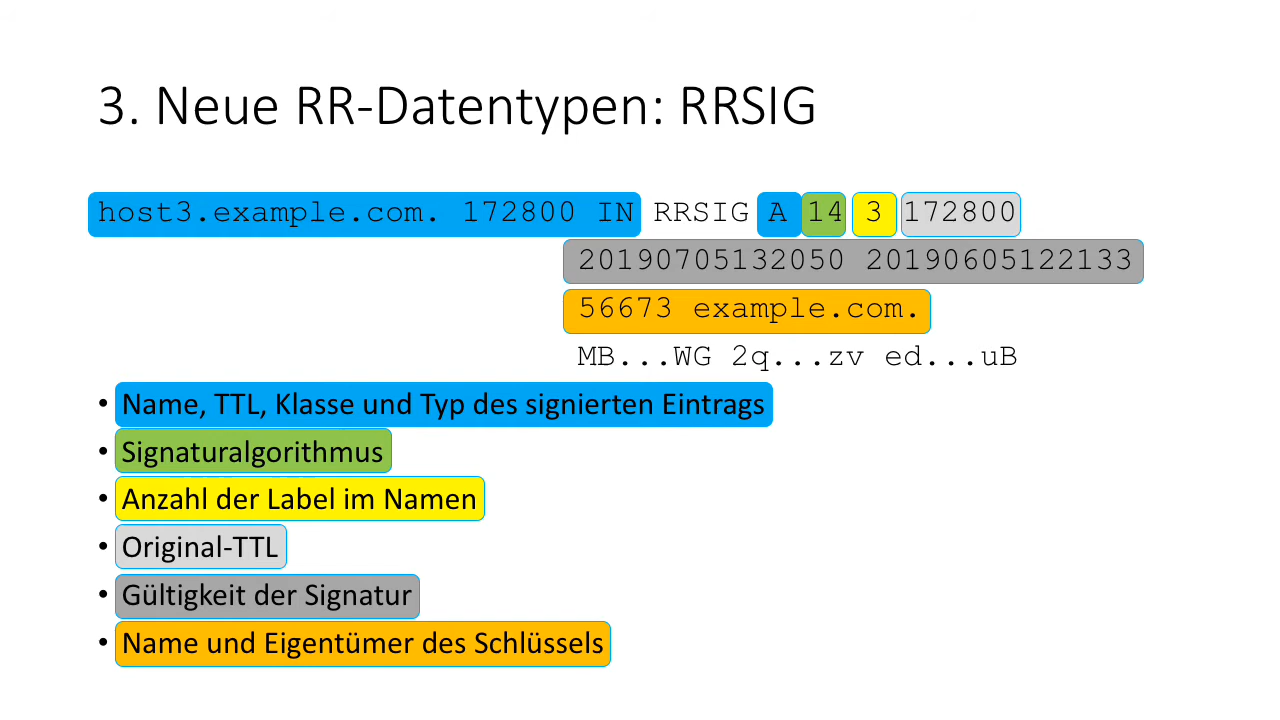 3. Neue RR-Datentypen: RRSIG
host3.example.com. 172800 IN RRSIG A 14 3 172800
20190705132050 20190605122133
56673 example.com.
MB...WG 2q...zv ed...uB
• Name, TTL, Klasse und Typ des signierten Eintrags
• Signaturalgorithmus
• Anzahl der Label im Namen
• Original-TTL
• Gültigkeit der Signatur
• Name und Eigentümer des Schlüssels